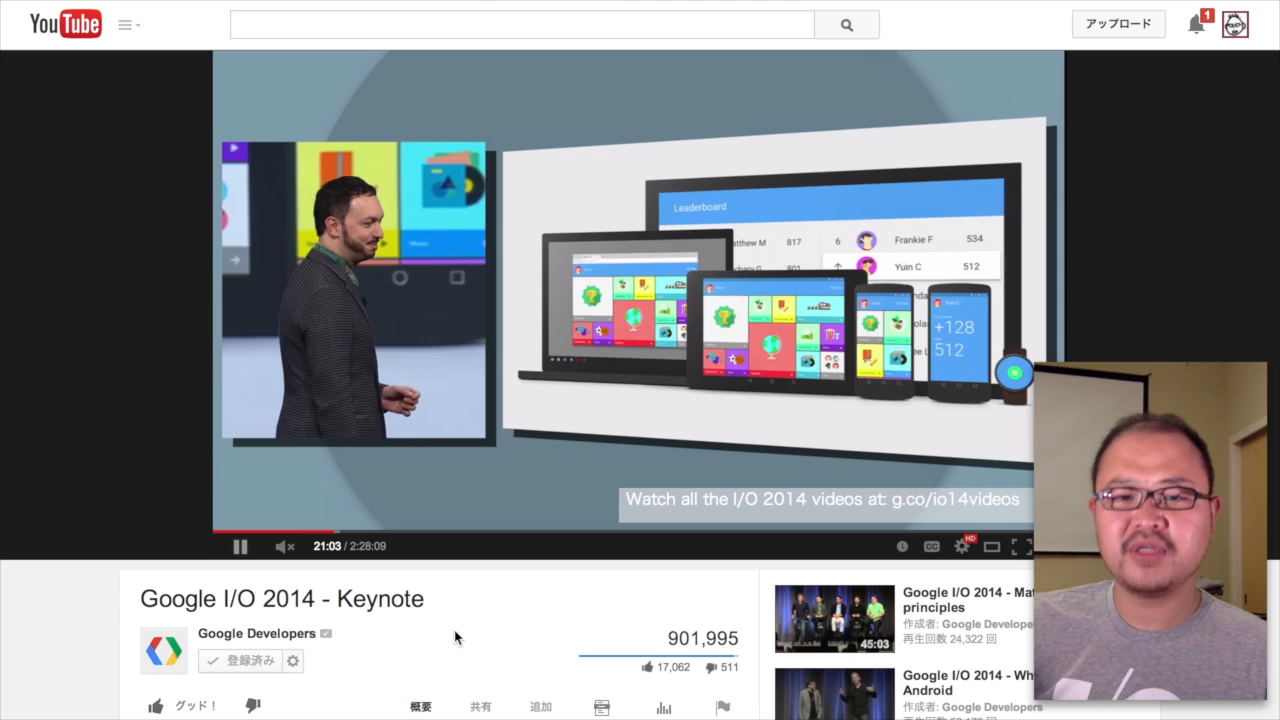 YouTube
アップロード
1
Leaderboard
atthew M 817
6 Frankie F 534
801
Yuin C 512
+128
512
Watch all the I/O 2014 videos at: g.co/io14videos
21:03 / 2:28:09
CC
HD
Google I/O 2014 - Keynote
Google Developers
登録済み
901,995
17,062 511
グッド！
概要 共有 追加
45:03
Google I/O 2014 - Mat
principles
作成者: Google Develope
再生回数 24,322 回
Google I/O 2014 - Wh
Android
作成者: Google Developers
I/O